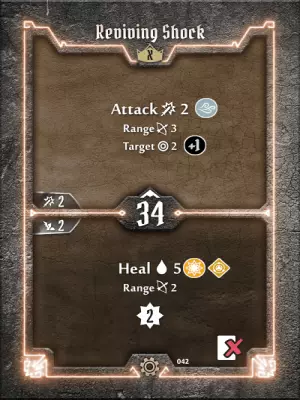 Reviving Shock
X
Attack 2
Range 3
Target 2 +1
2
34
2
Heal 5
Range 2
2
042